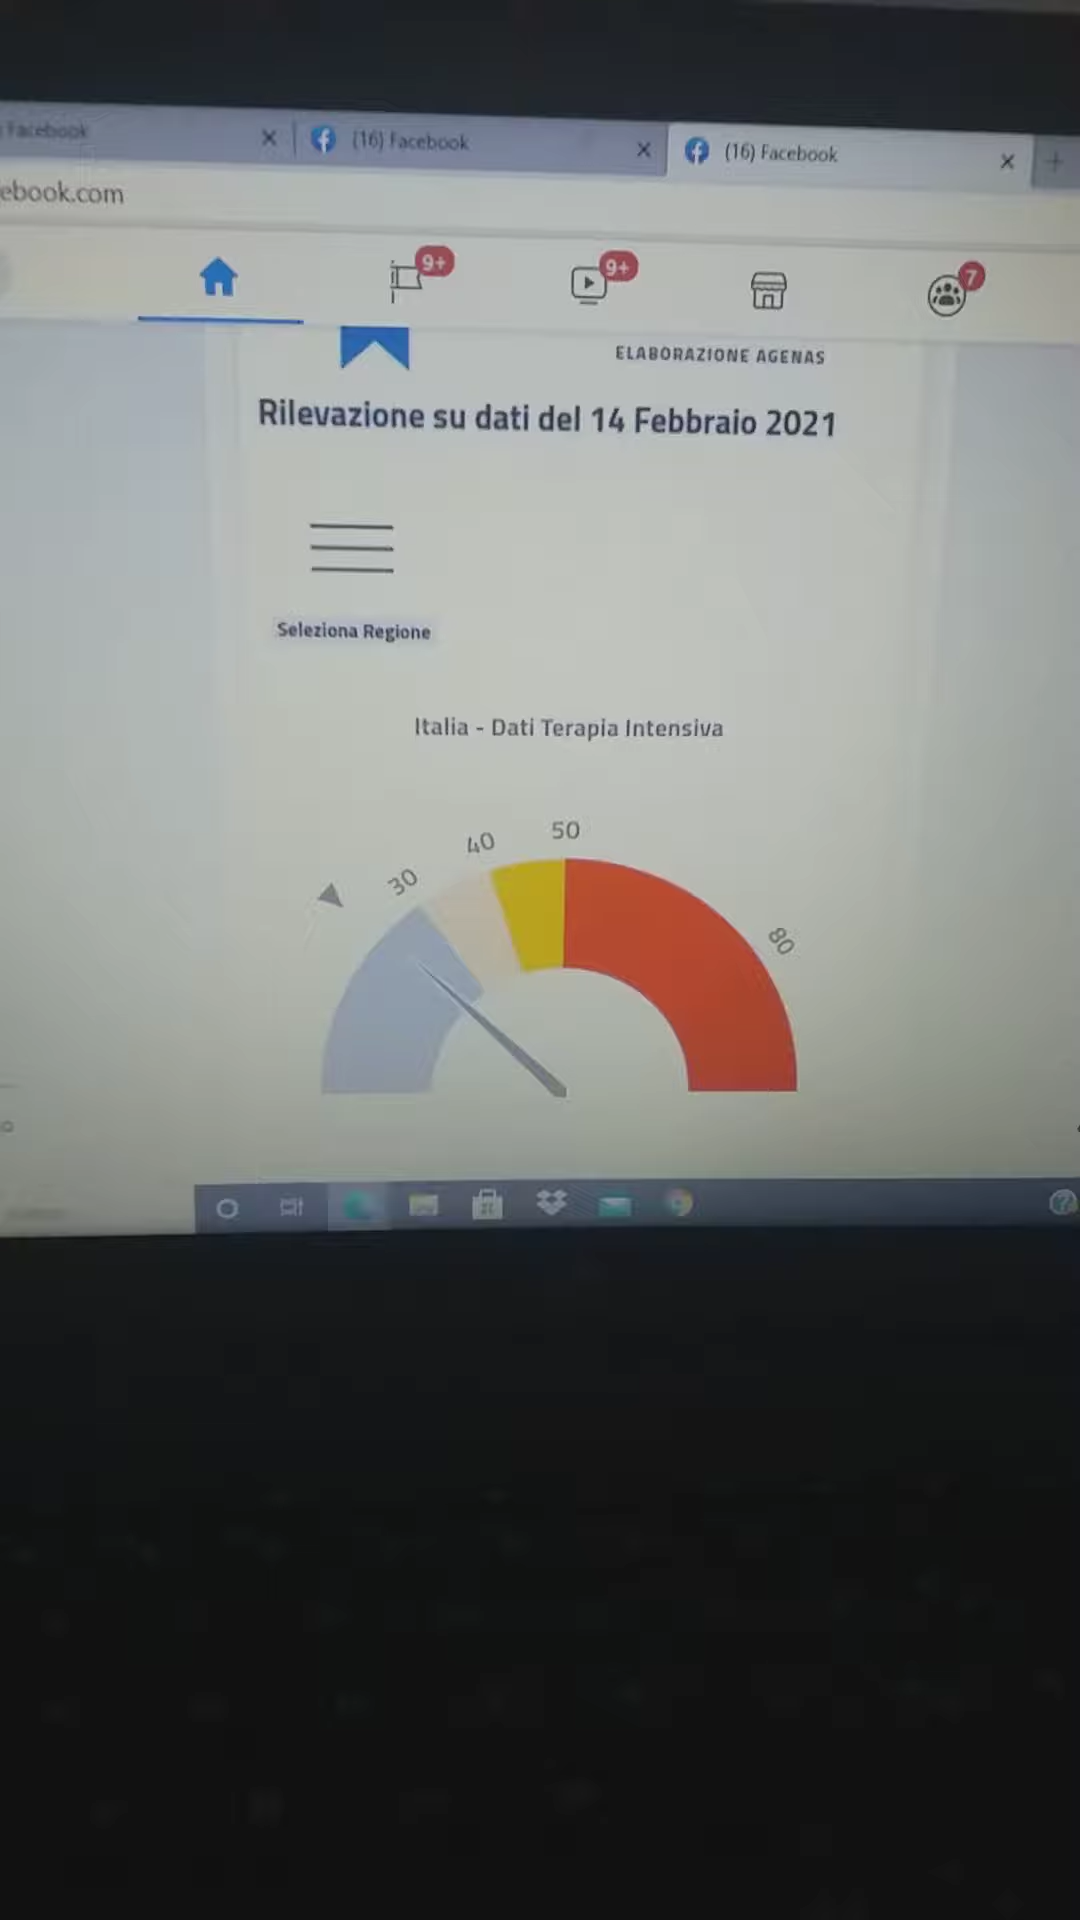 Facebook
(16) Facebook
(16) Facebook
ebook.com
9+
9+
7
ELABORAZIONE AGENAS
Rilevazione su dati del 14 Febbraio 2021
Seleziona Regione
Italia - Dati Terapia Intensiva
30
40
50
80